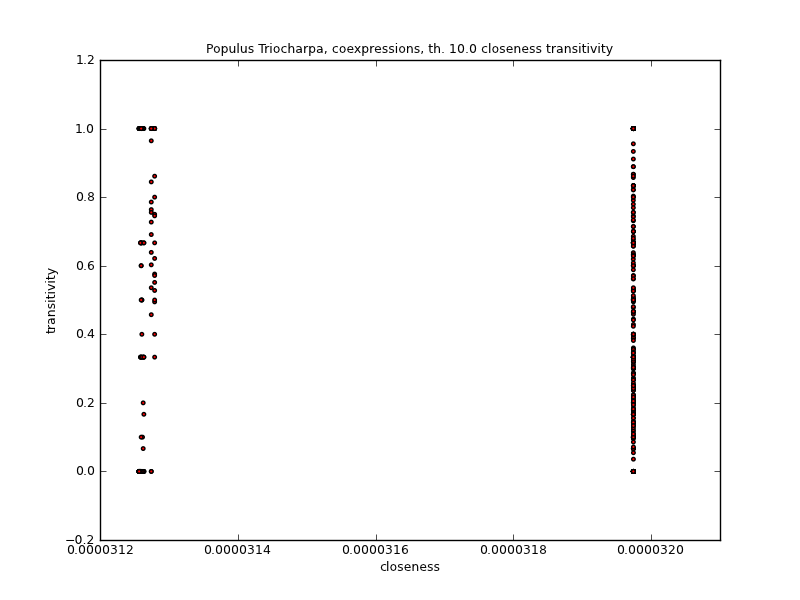 Populus Triocharpa, coexpressions, th. 10.0 closeness transitivity
1.2
1.0
0.8
0.6
0.4
0.2
0.0
−0.2
transitivity
0.0000312 0.0000314 0.0000316 0.0000318 0.0000320
closeness